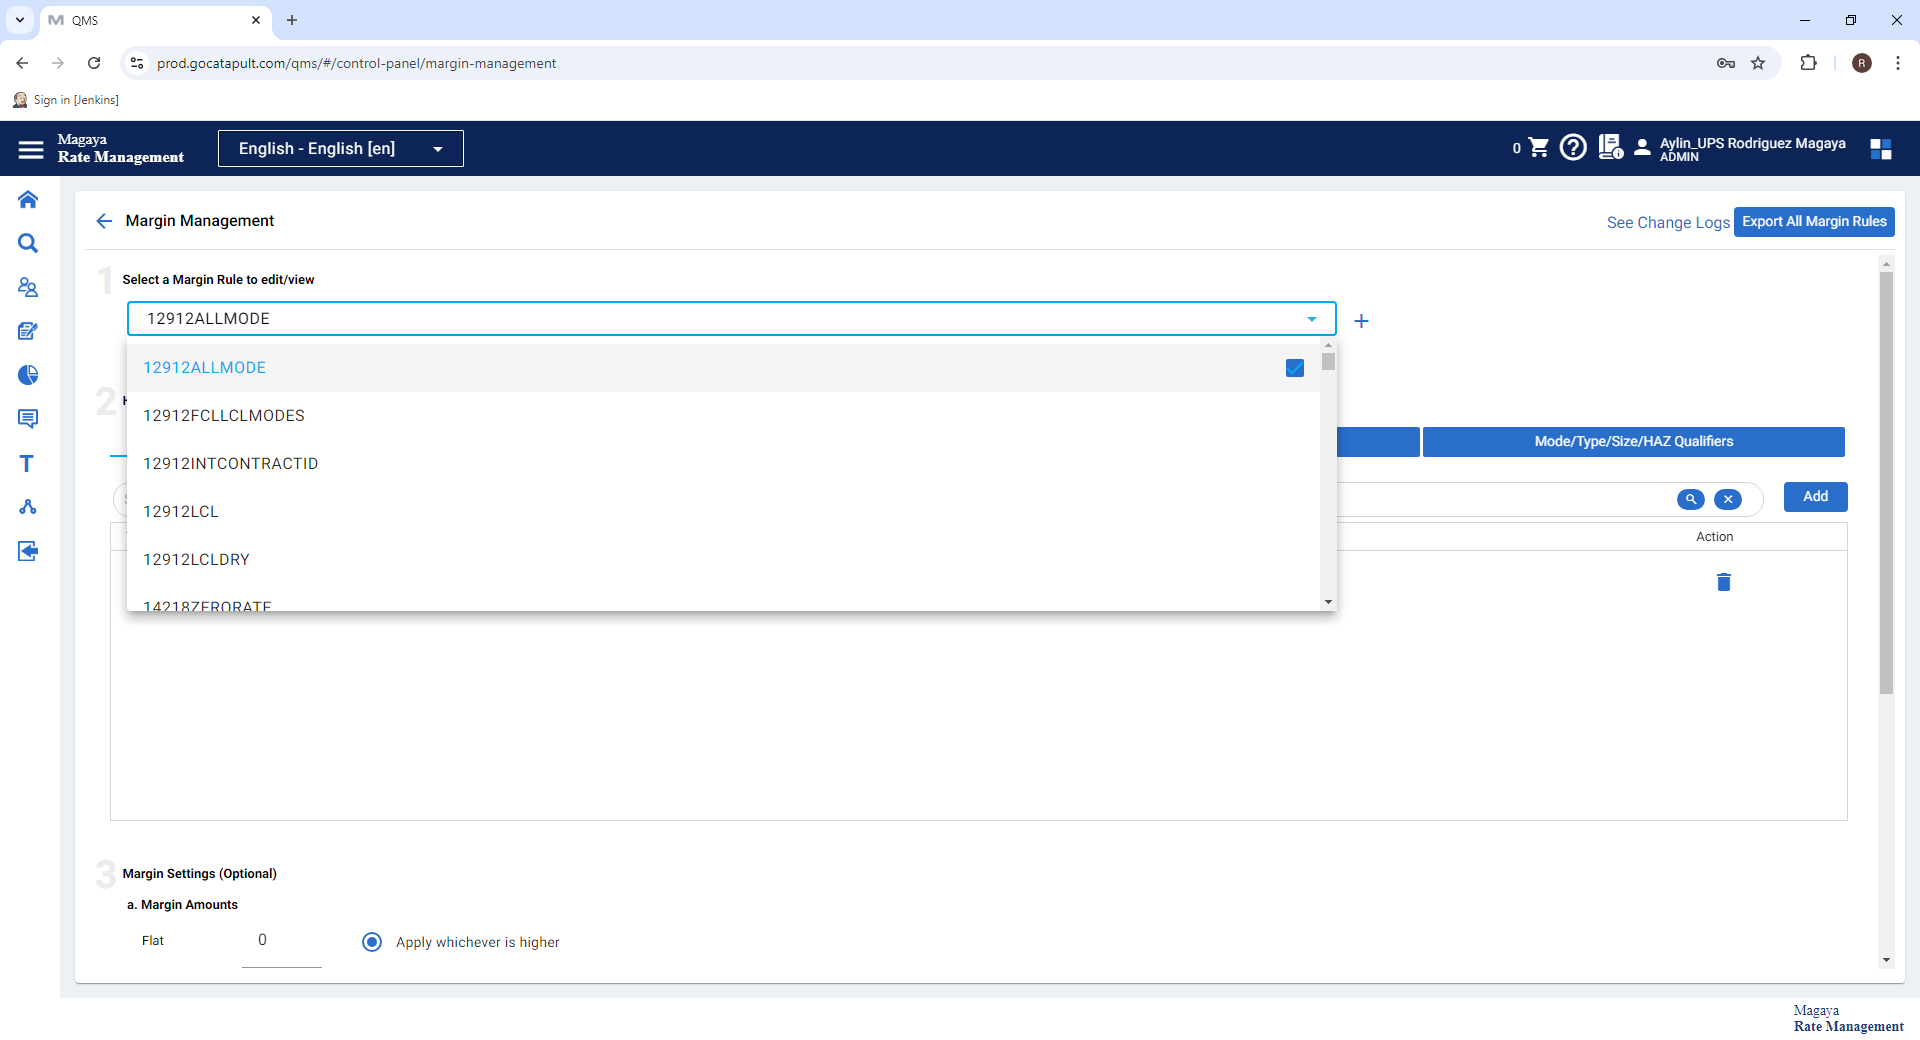 QMS
prod.gocatapult.com/qms/#/control-panel/margin-management
R
Sign in [Jenkins]
Magaya
Rate Management
English - English [en]
0
Aylin_UPS Rodriguez Magaya
ADMIN
Margin Management
See Change Logs
Export All Margin Rules
1
Select a Margin Rule to edit/view
12912ALLMODE
12912ALLMODE
12912FCLLCLMODES
12912INTCONTRACTID
12912LCL
12912LCLDRY
14218ZERORATE
2
Mode/Type/Size/HAZ Qualifiers
Add
Action
T
3
Margin Settings (Optional)
a. Margin Amounts
Flat
0
Apply whichever is higher
Magaya
Rate Management